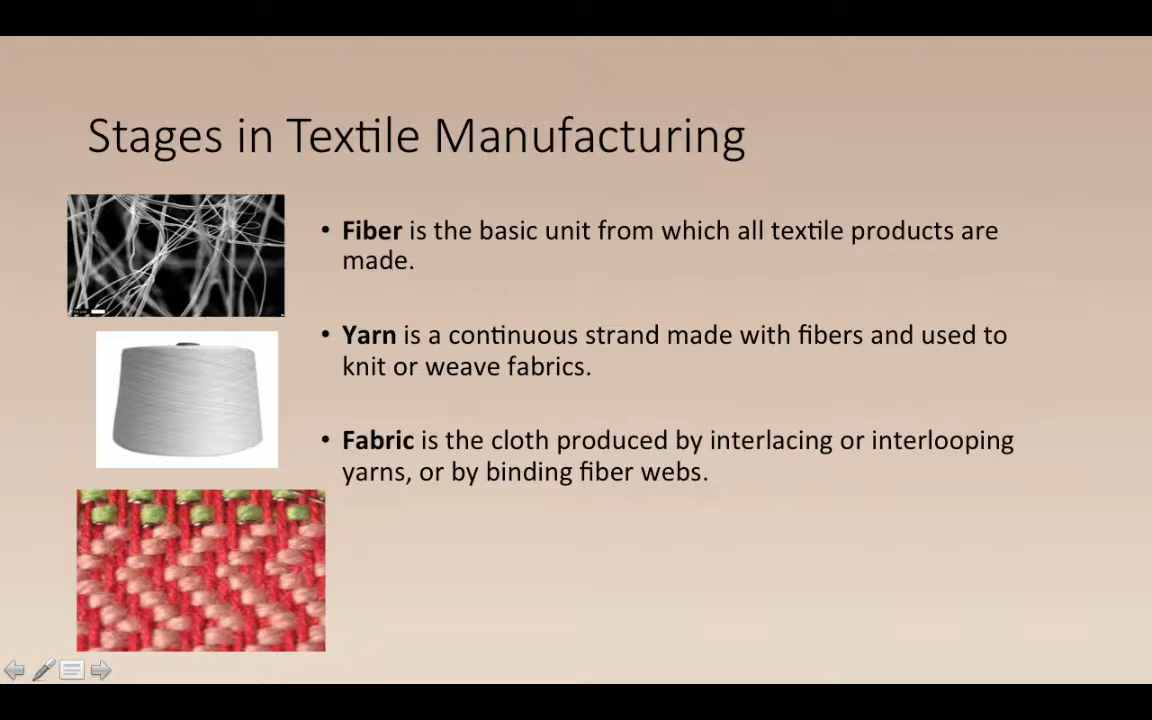 Stages in Textile Manufacturing
• Fiber is the basic unit from which all textile products are
made.
• Yarn is a continuous strand made with fibers and used to
knit or weave fabrics.
• Fabric is the cloth produced by interlacing or interlooping
yarns, or by binding fiber webs.